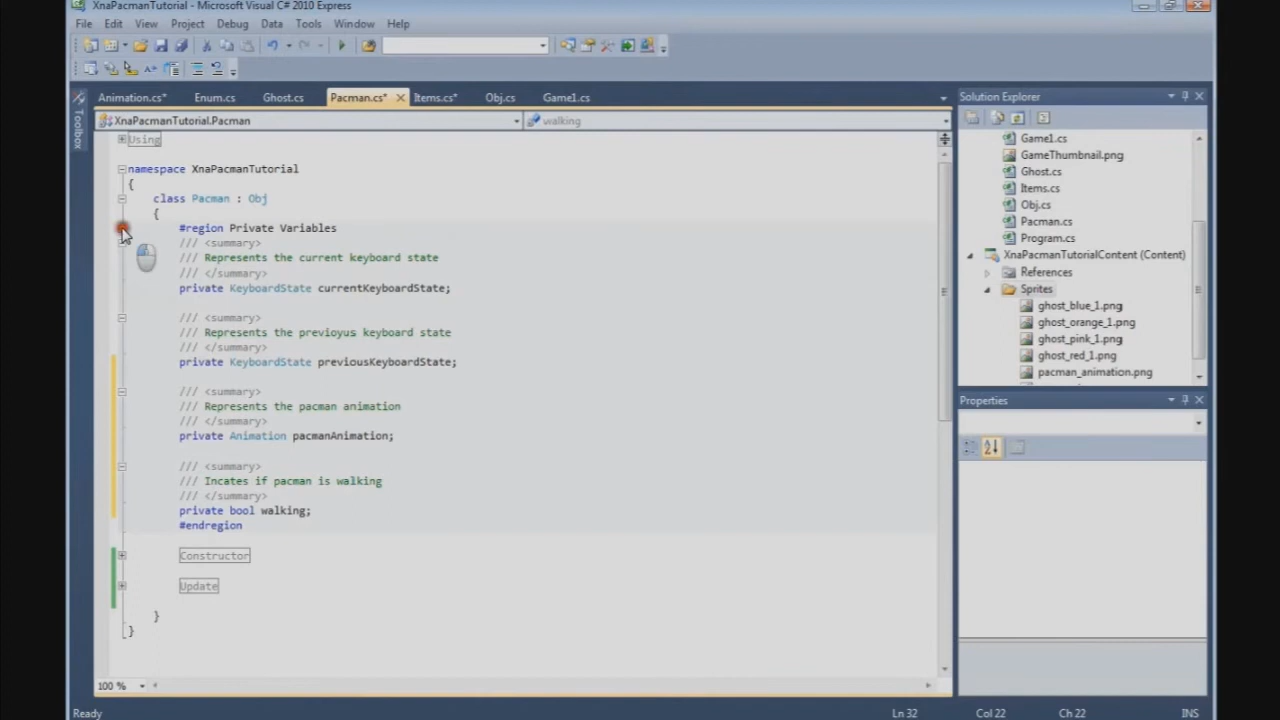 XnaPacmanTutorial - Microsoft Visual C# 2010 Express
File Edit View Project Debug Data Tools Window Help
Animation.cs* Enum.cs Ghost.cs Pacman.cs* Items.cs* Obj.cs Game1.cs
XnaPacmanTutorial.Pacman walking
Toolbox
Using
namespace XnaPacmanTutorial
{
class Pacman : Obj
{
#region Private Variables
/// <summary>
/// Represents the current keyboard state
/// </summary>
private KeyboardState currentKeyboardState;
/// <summary>
/// Represents the previoyus keyboard state
/// </summary>
private KeyboardState previousKeyboardState;
/// <summary>
/// Represents the pacman animation
/// </summary>
private Animation pacmanAnimation;
/// <summary>
/// Incates if pacman is walking
/// </summary>
private bool walking;
#endregion
Constructor
Update
}
}
100 %
Solution Explorer
Game1.cs
GameThumbnail.png
Ghost.cs
Items.cs
Obj.cs
Pacman.cs
Program.cs
XnaPacmanTutorialContent (Content)
References
Sprites
ghost_blue_1.png
ghost_orange_1.png
ghost_pink_1.png
ghost_red_1.png
pacman_animation.png
Properties
Ready Ln 32 Col 22 Ch 22 INS